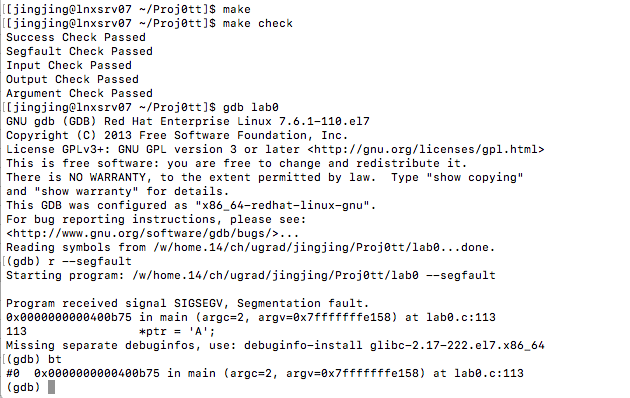 [[jingjing@lnxsrv07 ~/Proj0tt]$ make
[[jingjing@lnxsrv07 ~/Proj0tt]$ make check
Success Check Passed
Segfault Check Passed
Input Check Passed
Output Check Passed
Argument Check Passed
[[jingjing@lnxsrv07 ~/Proj0tt]$ gdb lab0
GNU gdb (GDB) Red Hat Enterprise Linux 7.6.1-110.el7
Copyright (C) 2013 Free Software Foundation, Inc.
License GPLv3+: GNU GPL version 3 or later <http://gnu.org/licenses/gpl.html>
This is free software: you are free to change and redistribute it.
There is NO WARRANTY, to the extent permitted by law.  Type "show copying"
and "show warranty" for details.
This GDB was configured as "x86_64-redhat-linux-gnu".
For bug reporting instructions, please see:
<http://www.gnu.org/software/gdb/bugs/>...
Reading symbols from /w/home.14/ch/ugrad/jingjing/Proj0tt/lab0...done.
[(gdb) r --segfault
Starting program: /w/home.14/ch/ugrad/jingjing/Proj0tt/lab0 --segfault

Program received signal SIGSEGV, Segmentation fault.
0x0000000000400b75 in main (argc=2, argv=0x7fffffffe158) at lab0.c:113
113                *ptr = 'A';
Missing separate debuginfos, use: debuginfo-install glibc-2.17-222.el7.x86_64
[(gdb) bt
#0  0x0000000000400b75 in main (argc=2, argv=0x7fffffffe158) at lab0.c:113
(gdb)